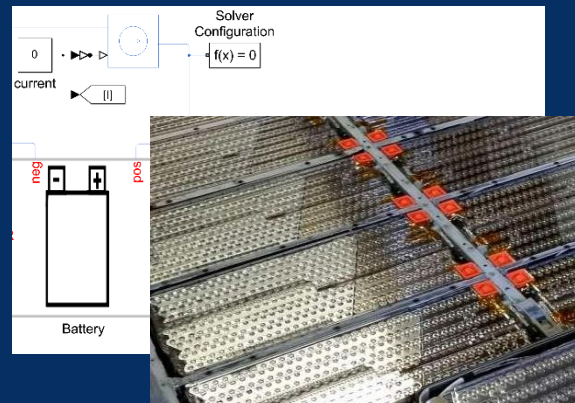 Solver
Configuration
0
f(x) = 0
current
[I]
neg
-
+
pos
Battery